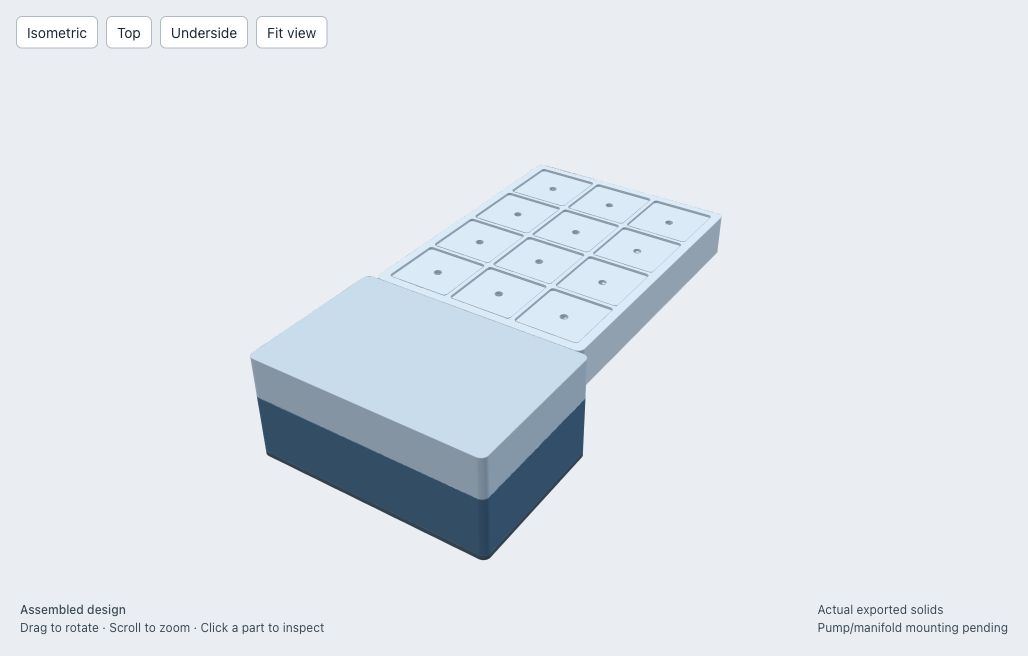 Isometric
Top
Underside
Fit view
Assembled design
Drag to rotate · Scroll to zoom · Click a part to inspect
Actual exported solids
Pump/manifold mounting pending